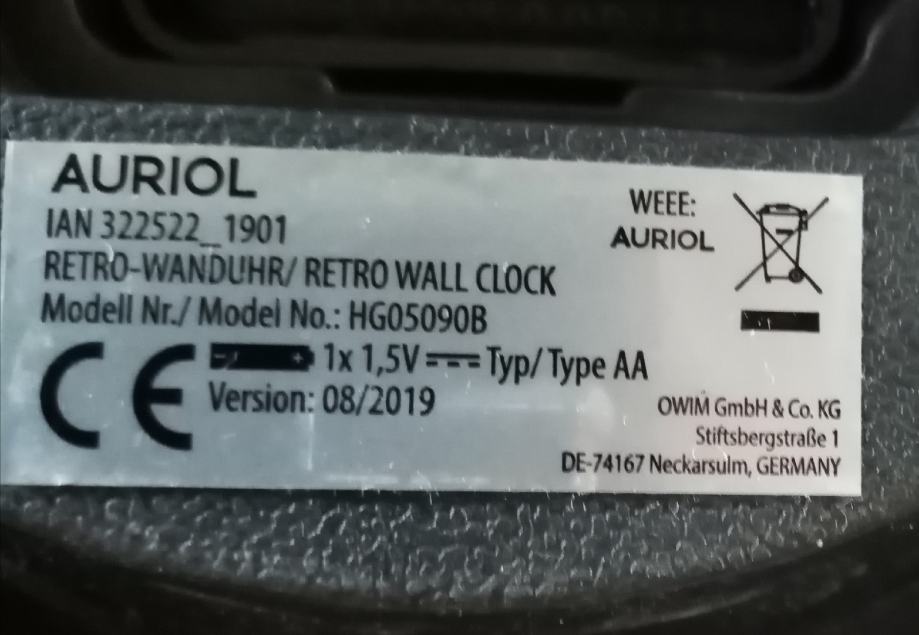 AURIOL
IAN 322522_1901
RETRO-WANDUHR/ RETRO WALL CLOCK
Modell Nr./ Model No.: HG05090B
1x 1,5V Typ/ Type AA
Version: 08/2019
CE
WEEE:
AURIOL
OWIM GmbH & Co. KG
Stiftsbergstraße 1
DE-74167 Neckarsulm, GERMANY